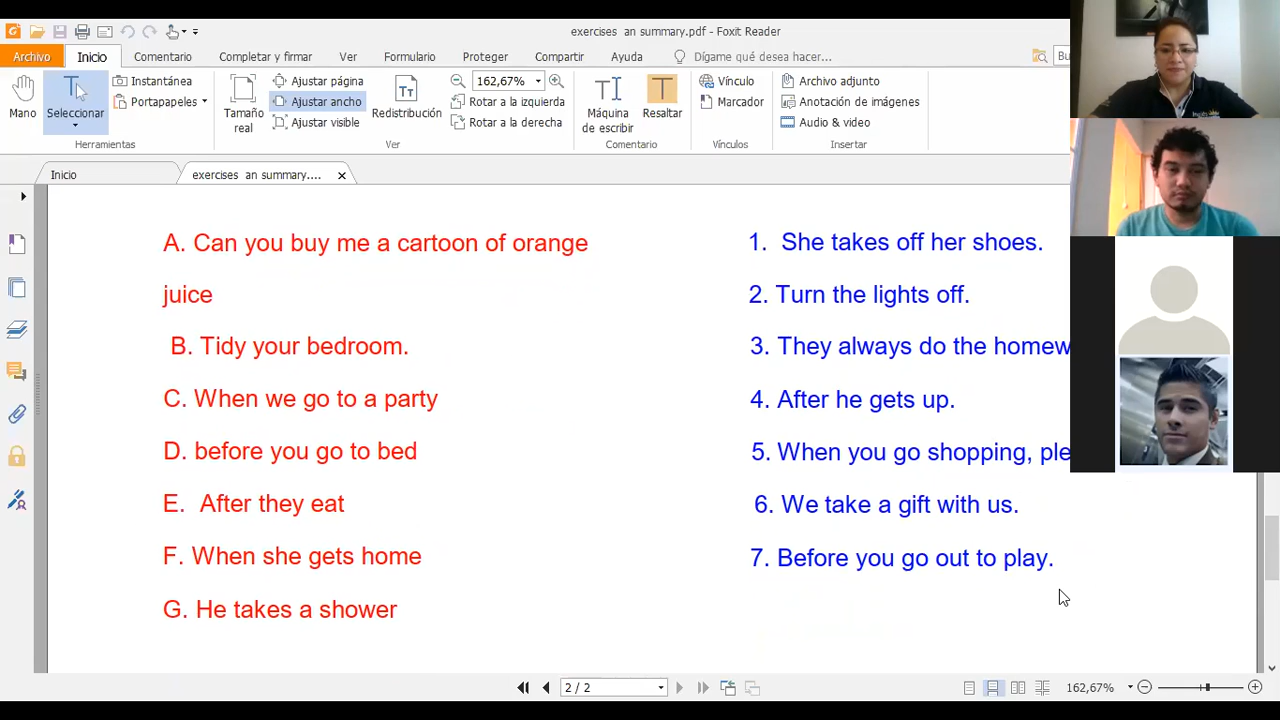 exercises an summary.pdf - Foxit Reader
Archivo Inicio Comentario Completar y firmar Ver Formulario Proteger Compartir Ayuda Dígame qué desea hacer...
Mano
Seleccionar
Instantánea
Portapapeles
Herramientas
Tamaño real
Ajustar página
Ajustar ancho
Ajustar visible
Redistribución
162,67%
Rotar a la izquierda
Rotar a la derecha
Ver
Máquina de escribir
Resaltar
Comentario
Vínculo
Marcador
Vínculos
Archivo adjunto
Anotación de imágenes
Audio & video
Insertar
Inicio
exercises an summary....
A. Can you buy me a cartoon of orange
juice
B. Tidy your bedroom.
C. When we go to a party
D. before you go to bed
E. After they eat
F. When she gets home
G. He takes a shower
1. She takes off her shoes.
2. Turn the lights off.
3. They always do the homew
4. After he gets up.
5. When you go shopping, ple
6. We take a gift with us.
7. Before you go out to play.
2 / 2
162,67%